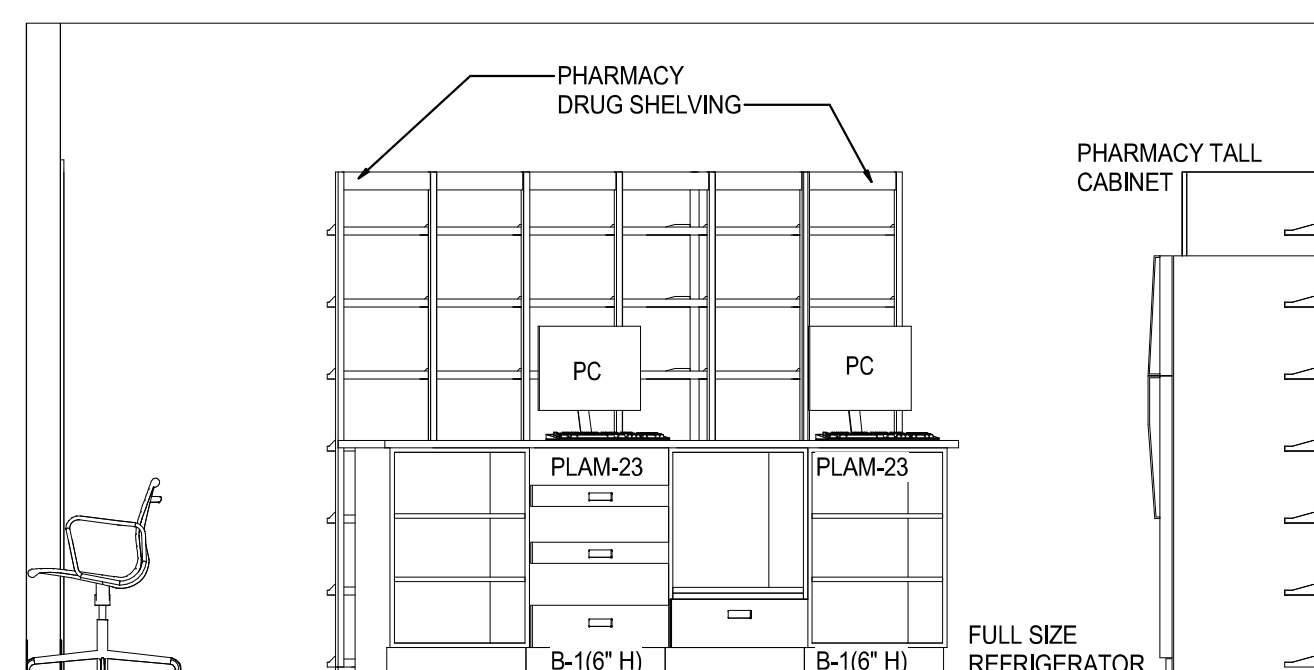 PHARMACY
DRUG SHELVING
PHARMACY TALL
CABINET
PC
PC
PLAM-23
PLAM-23
FULL SIZE
REFRIGERATOR
B-1(6" H)
B-1(6" H)